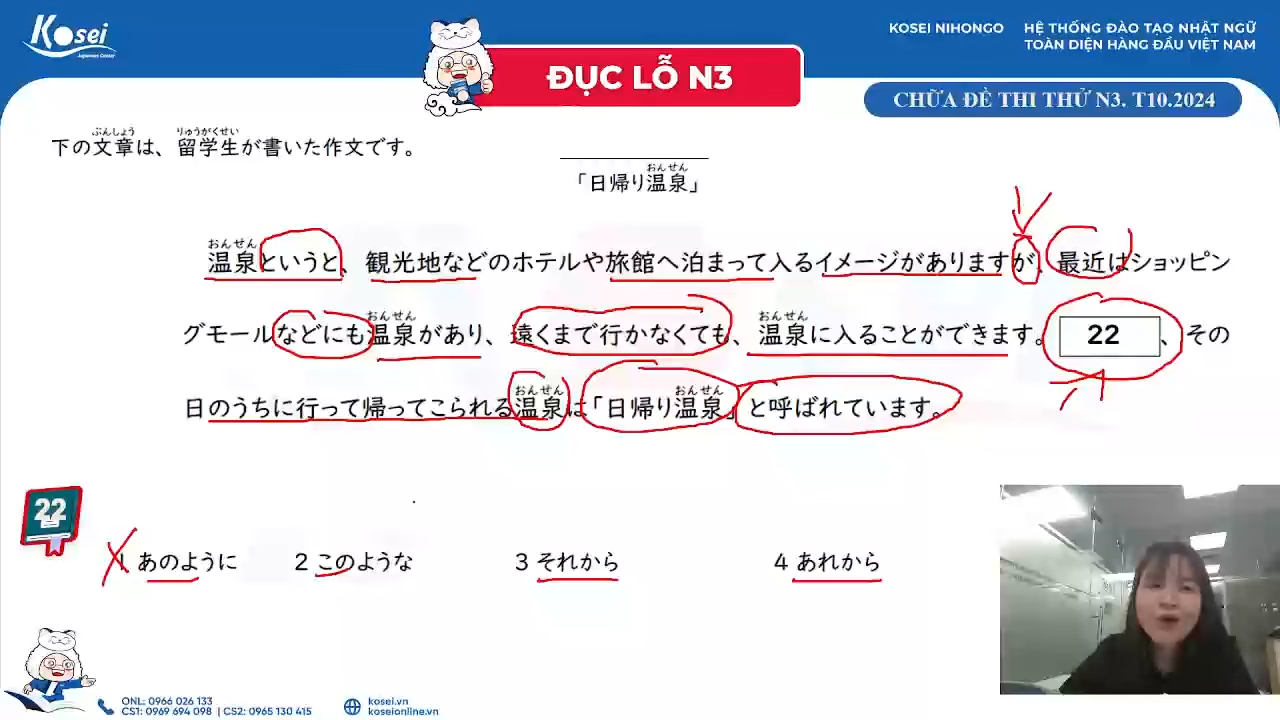 Kosei
Japanese Center
KOSEI NIHONGO
HỆ THỐNG ĐÀO TẠO NHẬT NGỮ
TOÀN DIỆN HÀNG ĐẦU VIỆT NAM
ĐỤC LỖ N3
CHỮA ĐỀ THI THỬ N3. T10.2024
ぶんしょう りゅうがくせい
下の文章は、留学生が書いた作文です。
おんせん
「日帰り温泉」
おんせん
温泉というと、観光地などのホテルや旅館へ泊まって入るイメージがありますが、最近はショッピン
おんせん おんせん
グモールなどにも温泉があり、遠くまで行かなくても、温泉に入ることができます。 22 、その
おんせん おんせん
日のうちに行って帰ってこられる温泉は「日帰り温泉」と呼ばれています。
22
1 あのように 2 このような 3 それから 4 あれから
ONL: 0966 026 133
CS1: 0969 694 098 | CS2: 0965 130 415
kosei.vn
koseionline.vn